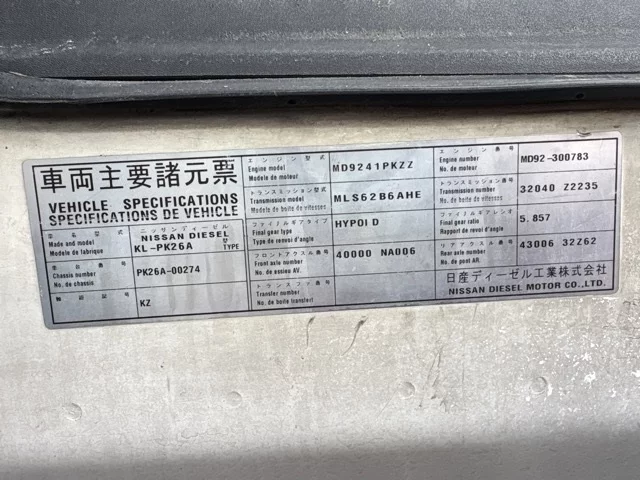 車両主要諸元票
VEHICLE SPECIFICATIONS
SPECIFICATIONS DE VEHICLE
車名型式
Make and model
Modele de fabrique
ニッサンディーゼル
NISSAN DIESEL
KL-PK26A
型式
TYPE
車台番号
Chassis number
No. de chassis
PK26A-00274
KZ
エンジン型式
Engine model
Modele de moteur
MD9241PKZZ
トランスミッション型式
Transmission model
Modele de boite de vitesses
MLS62B6AHE
ファイナルギアタイプ
Final gear type
Type de renvoi d'angle
HYPOID
フロントアクスル番号
Front axle number
No. de essieu AV.
40000 NA006
トランスファ番号
Transfer number
No. de boite (transfert)
エンジン番号
Engine number
No. de moteur
MD92-300783
トランスミッション番号
Transmission number
No. de boite de vitesses
32040 Z2235
ファイナルギアレシオ
Final gear ratio
Rapport de renvoi d'angle
5.857
リアアクスル番号
Rear axle number
No. de pont AR.
43006 32Z62
日産ディーゼル工業株式会社
NISSAN DIESEL MOTOR CO., LTD.